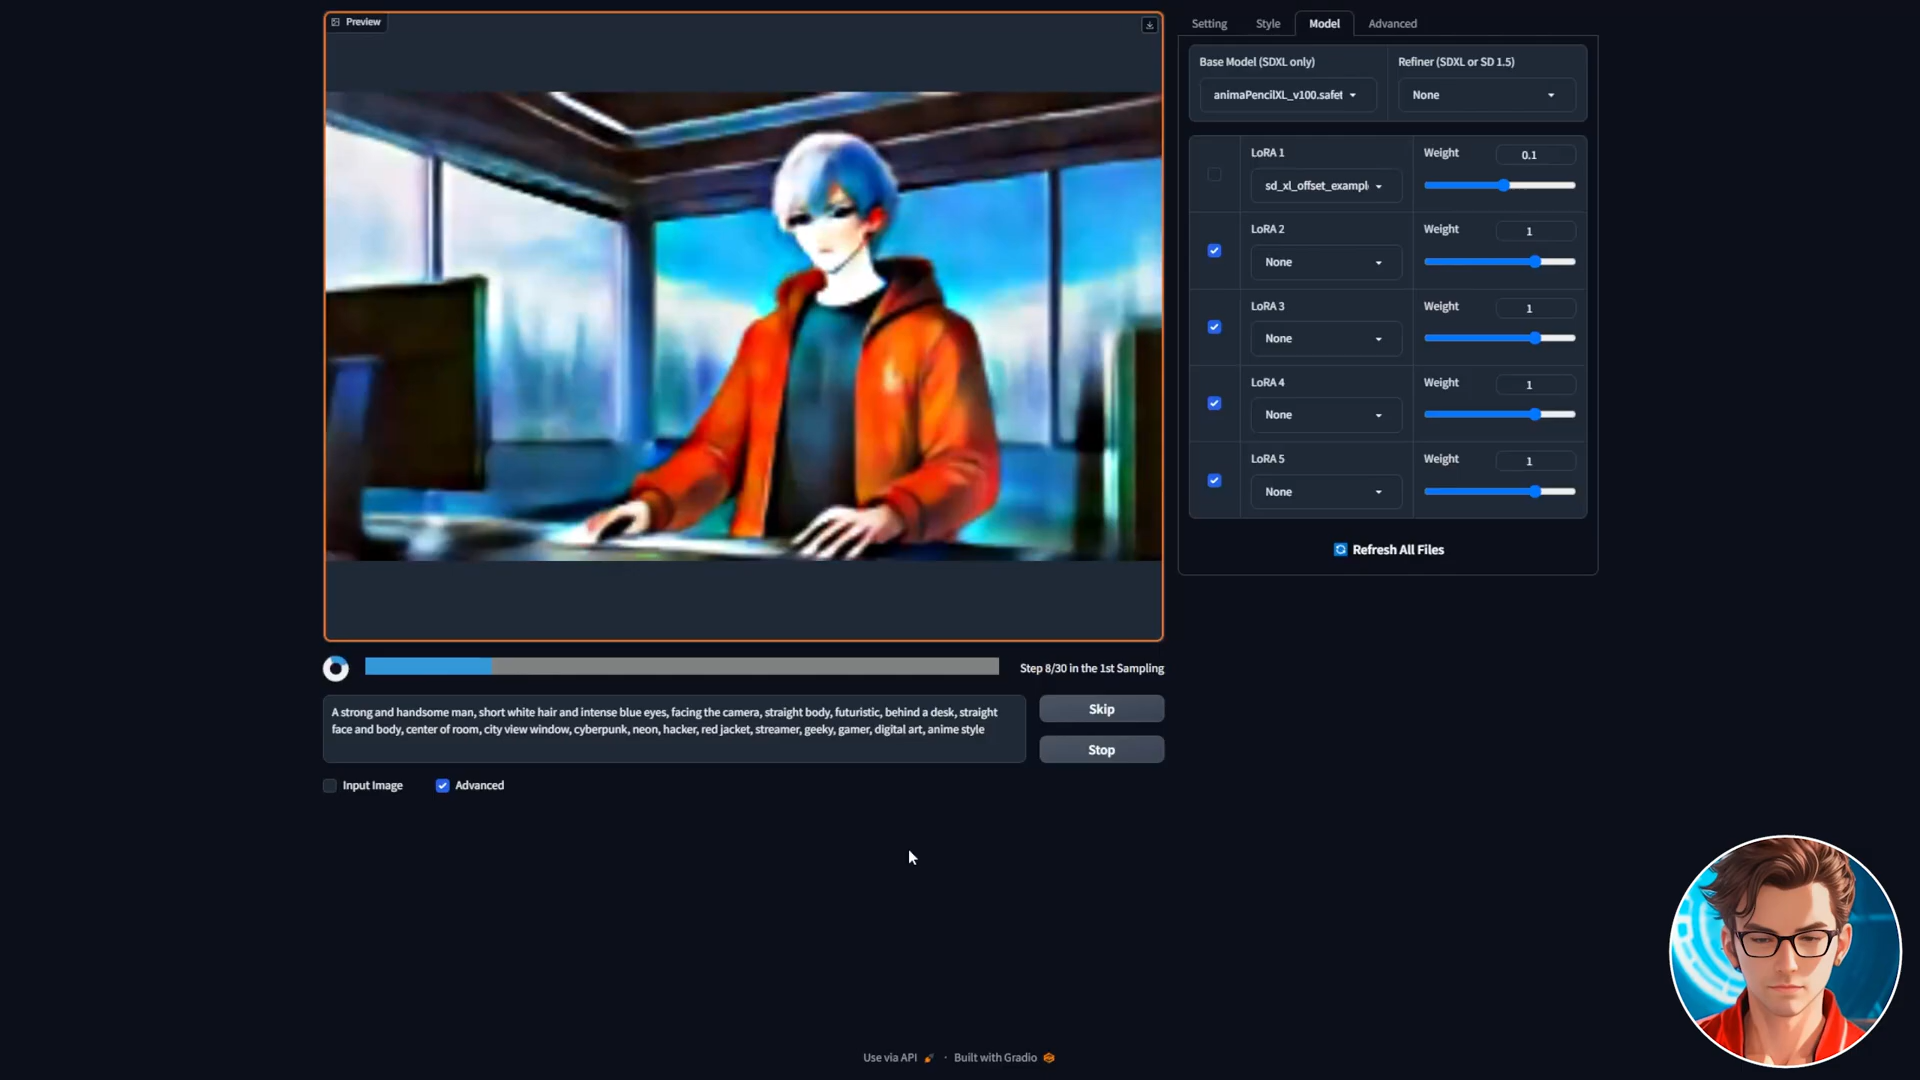 Preview
Setting
Style
Model
Advanced
Base Model (SDXL only)
Refiner (SDXL or SD 1.5)
animaPencilXL_v100.safet
None
LoRA 1
Weight
0.1
sd_xl_offset_exampl
LoRA 2
Weight
1
None
LoRA 3
Weight
1
None
LoRA 4
Weight
1
None
LoRA 5
Weight
1
None
Refresh All Files
Step 8/30 in the 1st Sampling
A strong and handsome man, short white hair and intense blue eyes, facing the camera, straight body, futuristic, behind a desk, straight
face and body, center of room, city view window, cyberpunk, neon, hacker, red jacket, streamer, geeky, gamer, digital art, anime style
Skip
Stop
Input Image
Advanced
Use via API · Built with Gradio